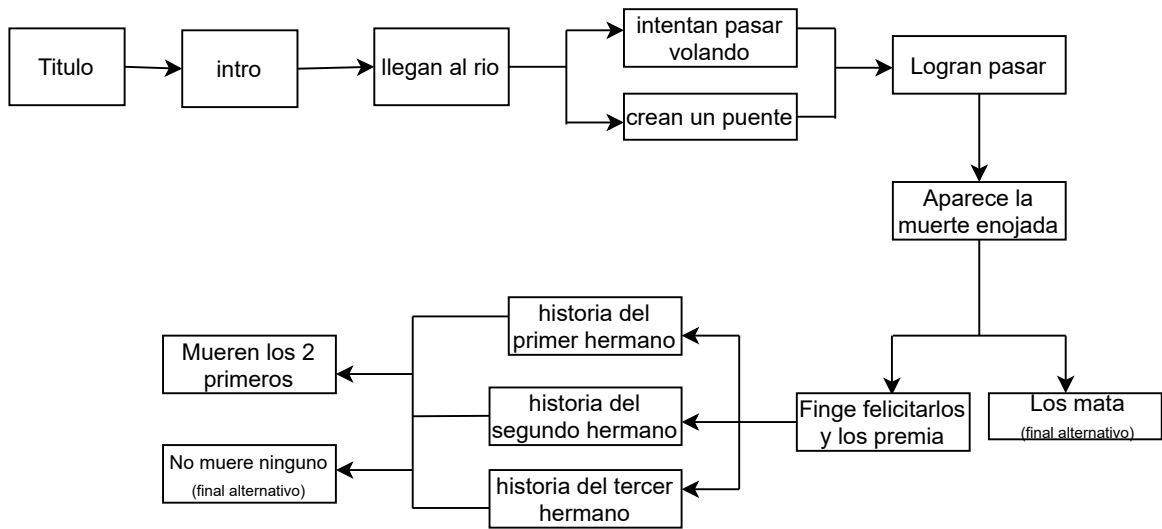 Titulo
intro
llegan al rio
intentan pasar
volando
crean un puente
Logran pasar
Aparece la
muerte enojada
Finge felicitarlos
y los premia
Los mata
(final alternativo)
historia del
primer hermano
historia del
segundo hermano
historia del tercer
hermano
Mueren los 2
primeros
No muere ninguno
(final alternativo)